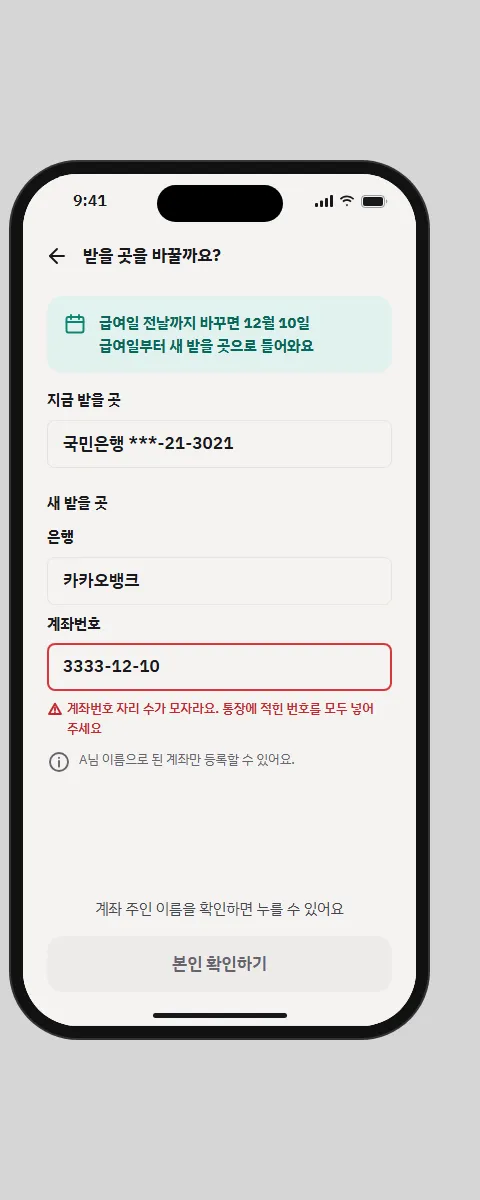 9:41
받을 곳을 바꿀까요?
급여일 전날까지 바꾸면 12월 10일
급여일부터 새 받을 곳으로 들어와요
지금 받을 곳
국민은행 ***-21-3021
새 받을 곳
은행
카카오뱅크
계좌번호
3333-12-10
계좌번호 자리 수가 모자라요. 통장에 적힌 번호를 모두 넣어
주세요
A님 이름으로 된 계좌만 등록할 수 있어요.
계좌 주인 이름을 확인하면 누를 수 있어요
본인 확인하기